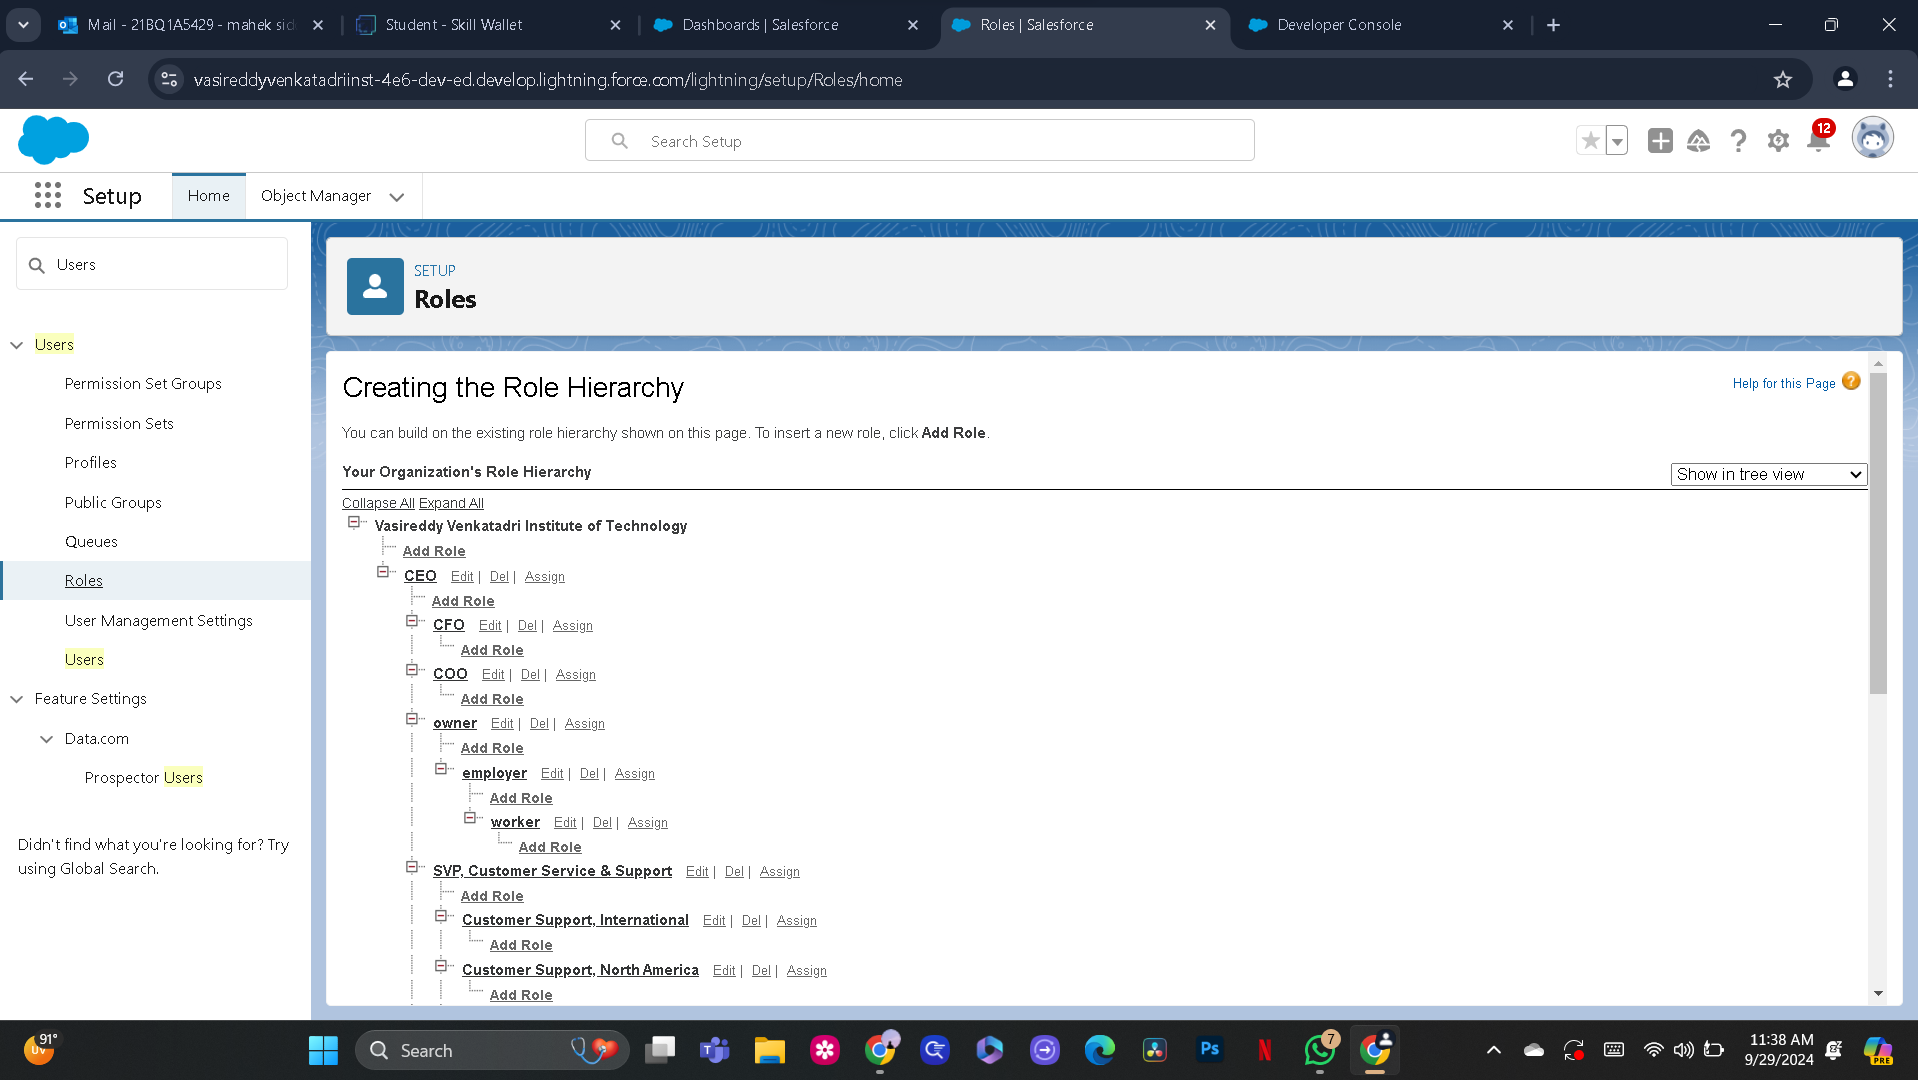 Mail - 21BQ1A5429 - mahek sid
Student - Skill Wallet
Dashboards | Salesforce
Roles | Salesforce
Developer Console
vasireddyvenkatadriinst-4e6-dev-ed.develop.lightning.force.com/lightning/setup/Roles/home
Search Setup
12
Setup
Home
Object Manager
Users
SETUP
Roles
Users
Permission Set Groups
Permission Sets
Profiles
Public Groups
Queues
Roles
User Management Settings
Users
Feature Settings
Data.com
Prospector Users
Didn't find what you're looking for? Try
using Global Search.
Creating the Role Hierarchy
Help for this Page ?
You can build on the existing role hierarchy shown on this page. To insert a new role, click Add Role.
Your Organization's Role Hierarchy
Show in tree view
Collapse All Expand All
Vasireddy Venkatadri Institute of Technology
Add Role
CEO Edit | Del | Assign
Add Role
CFO Edit | Del | Assign
Add Role
COO Edit | Del | Assign
Add Role
owner Edit | Del | Assign
Add Role
employer Edit | Del | Assign
Add Role
worker Edit | Del | Assign
Add Role
SVP, Customer Service & Support Edit | Del | Assign
Add Role
Customer Support, International Edit | Del | Assign
Add Role
Customer Support, North America Edit | Del | Assign
Add Role
91°
UV
Search
Ps
7
11:38 AM
9/29/2024
PRE